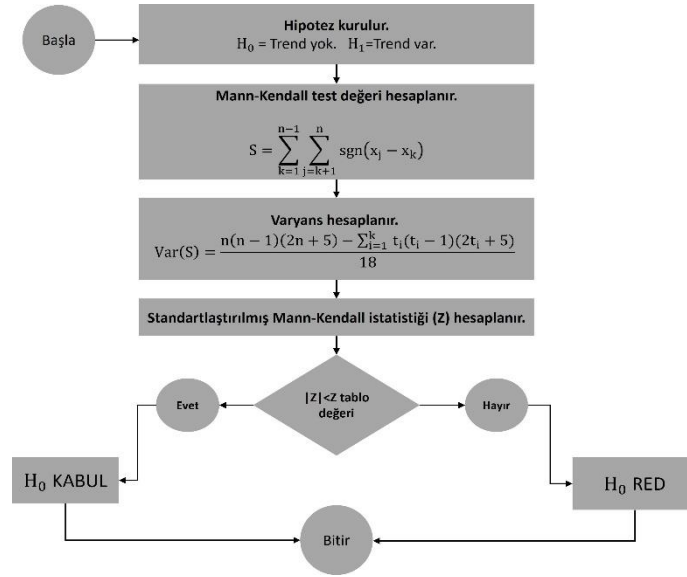 Başla
Hipotez kurulur.
H₀ = Trend yok. H₁=Trend var.
Mann-Kendall test değeri hesaplanır.
S = ∑_{k=1}^{n-1} ∑_{j=k+1}^{n} sgn(x_j − x_k)
Varyans hesaplanır.
Var(S) = \frac{n(n − 1)(2n + 5) − ∑_{i=1}^{k} t_i(t_i − 1)(2t_i + 5)}{18}
Standartlaştırılmış Mann-Kendall istatistiği (Z) hesaplanır.
|Z|<Z tablo
değeri
Evet
Hayır
H₀ KABUL
H₀ RED
Bitir